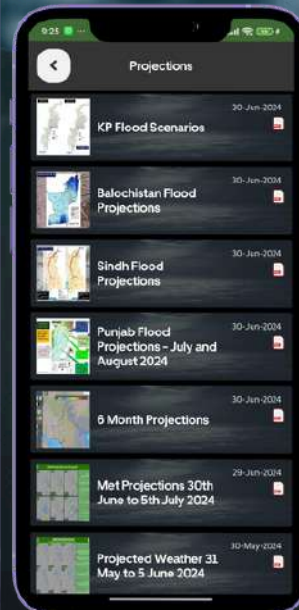 9:25
Projections
30-Jun-2024
KP Flood Scenarios
30-Jun-2024
Balochistan Flood
Projections
30-Jun-2024
Sindh Flood
Projections
30-Jun-2024
Punjab Flood
Projections - July and
August 2024
30-Jun-2024
6 Month Projections
29-Jun-2024
Met Projections 30th
June to 5th July 2024
30-May-2024
Projected Weather 31
May to 5 June 2024